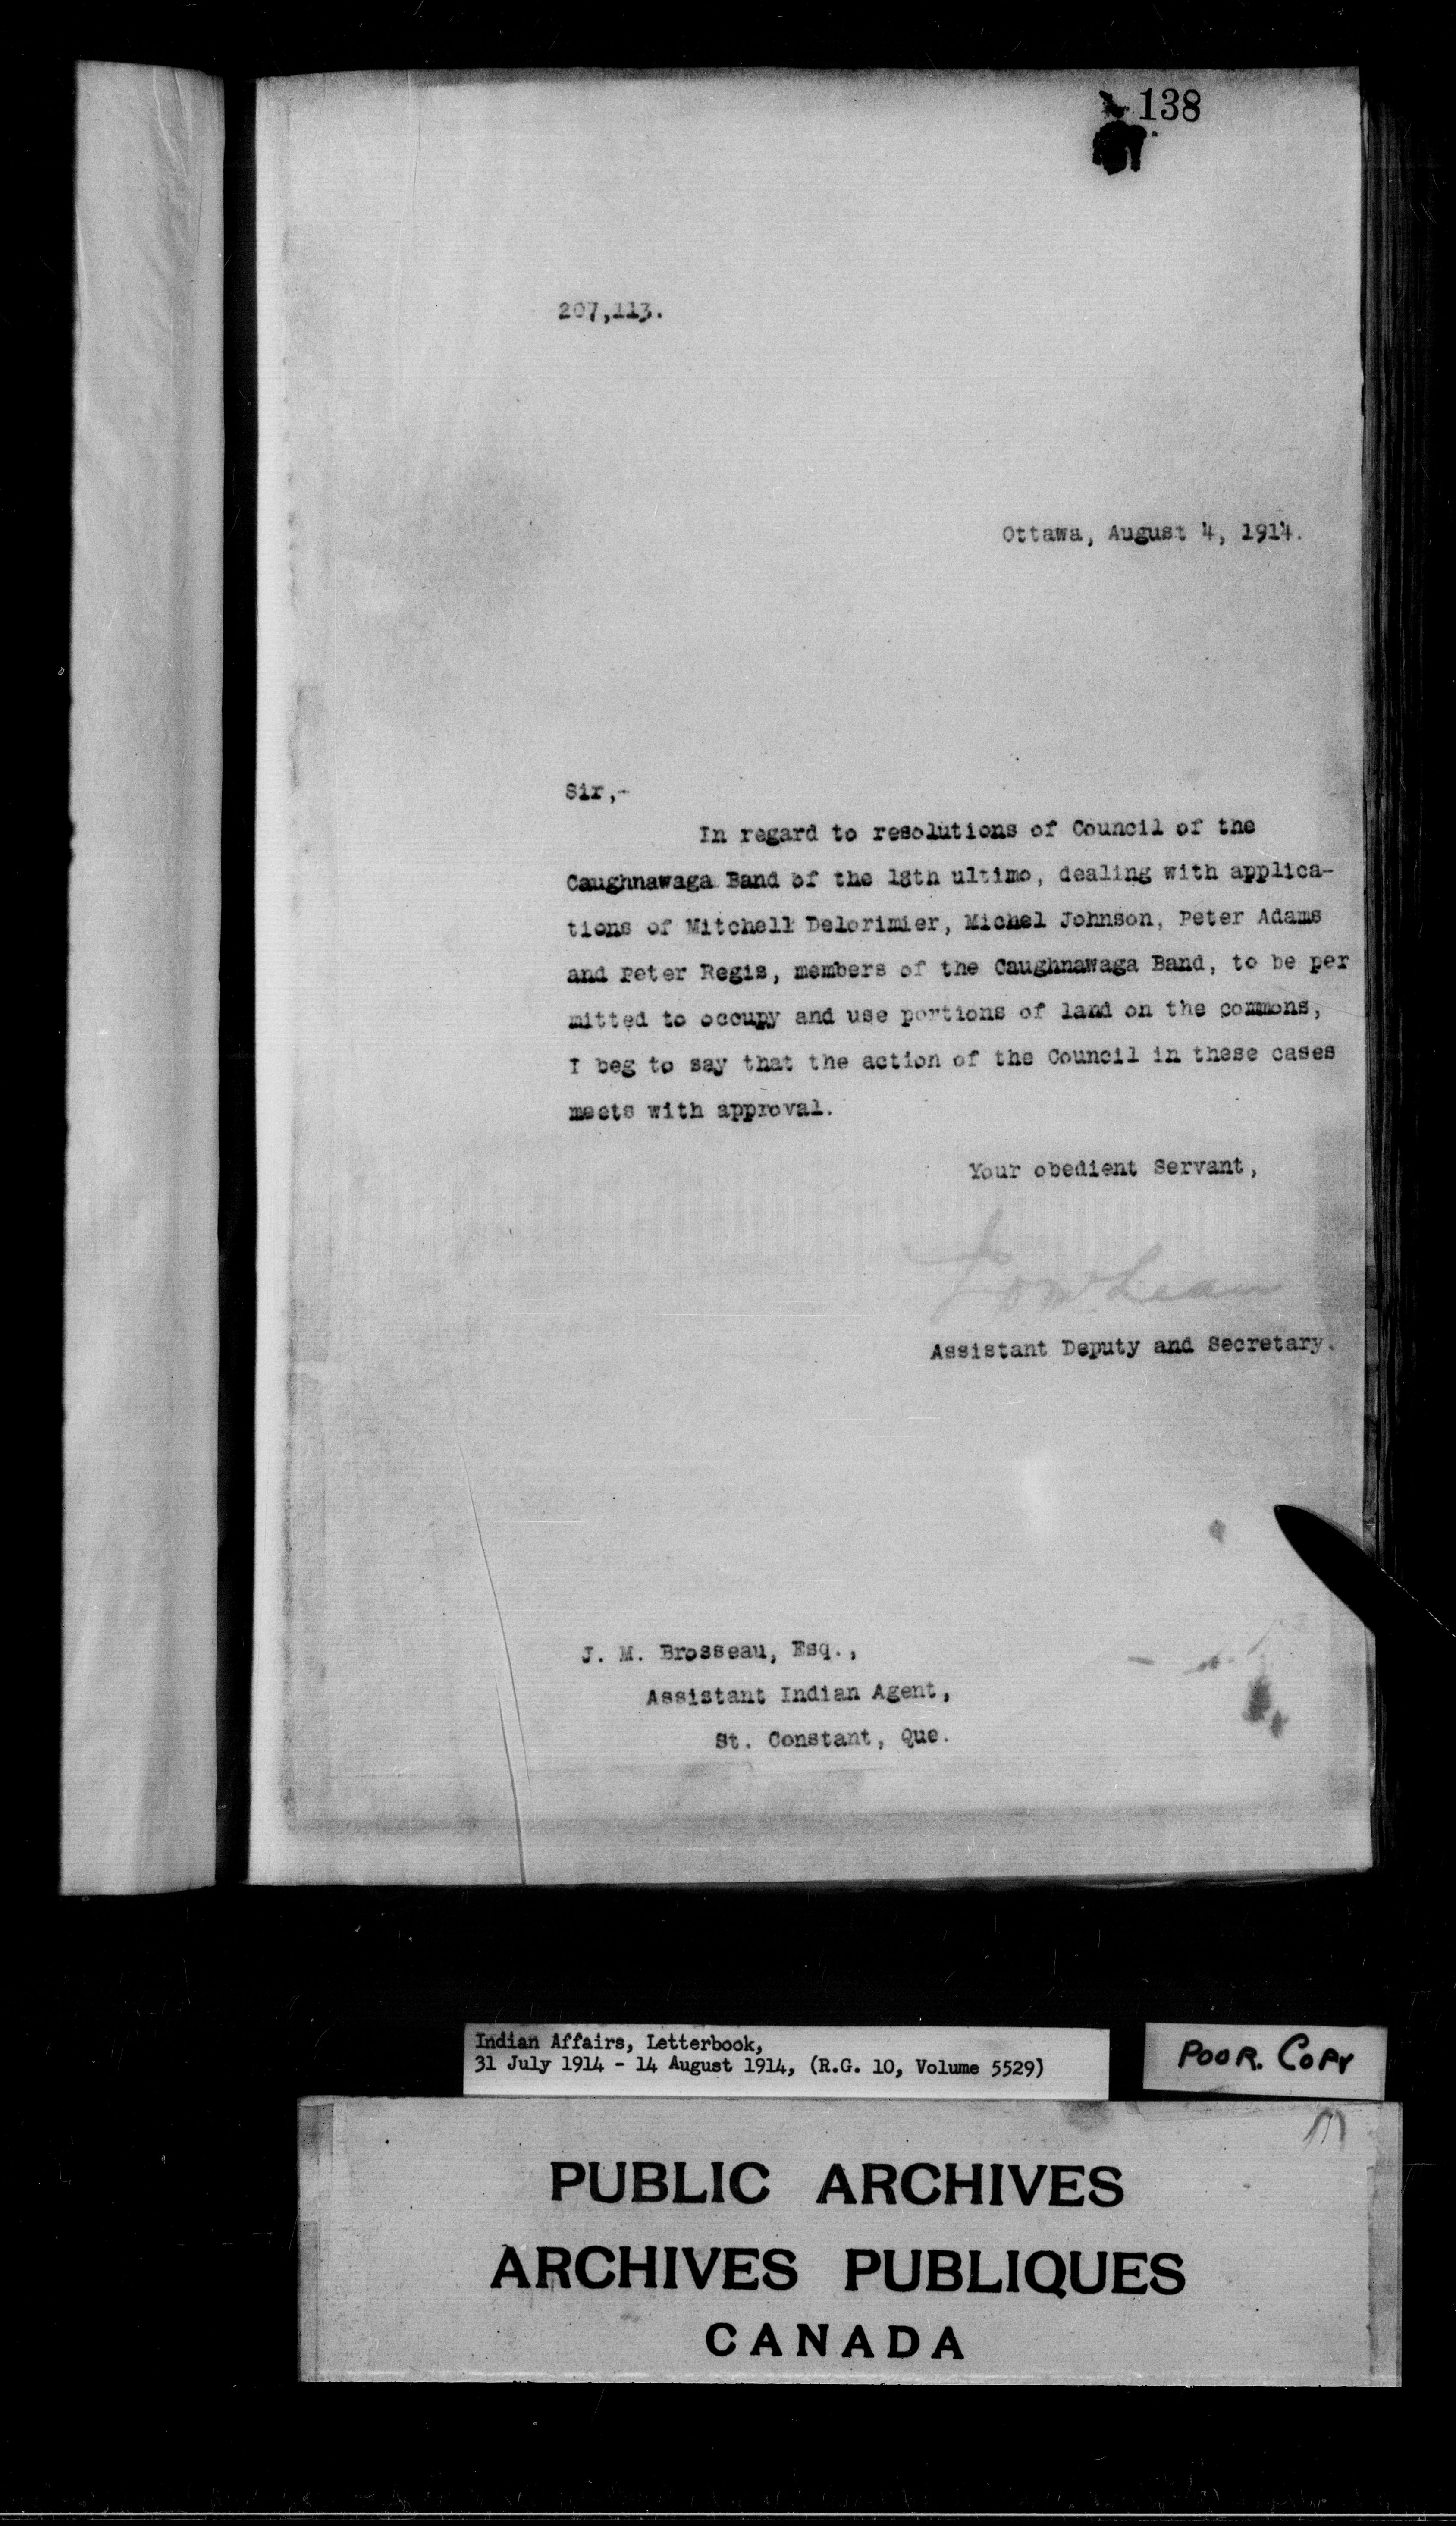 138
207,113.
Ottawa, August 4, 1914.
Sir,-
In regard to resolutions of Council of the
Caughnawaga Band of the 18th ultimo, dealing with applica-
tions of Mitchell Delorimier, Michel Johnson, Peter Adams
and Peter Regis, members of the Caughnawaga Band, to be per
mitted to occupy and use portions of land on the commons,
I beg to say that the action of the Council in these cases
meets with approval.
Your obedient Servant,
Assistant Deputy and Secretary.
J. M. Brosseau, Esq.,
Assistant Indian Agent,
St. Constant, Que.
Indian Affairs, Letterbook,
31 July 1914 - 14 August 1914, (R.G. 10, Volume 5529)
POOR. COPY
PUBLIC ARCHIVES
ARCHIVES PUBLIQUES
CANADA